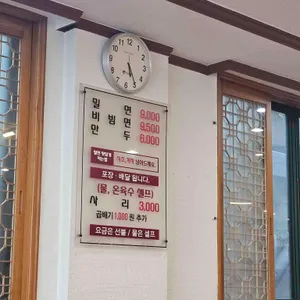 밀 면 9,000
비 빔 면 9,500
만 두 6,000
포장 · 배달 됩니다.
(물, 온육수 셀프)
사 리 3,000
곱빼기 1,000 원 추가
요금은 선불 / 물은 셀프